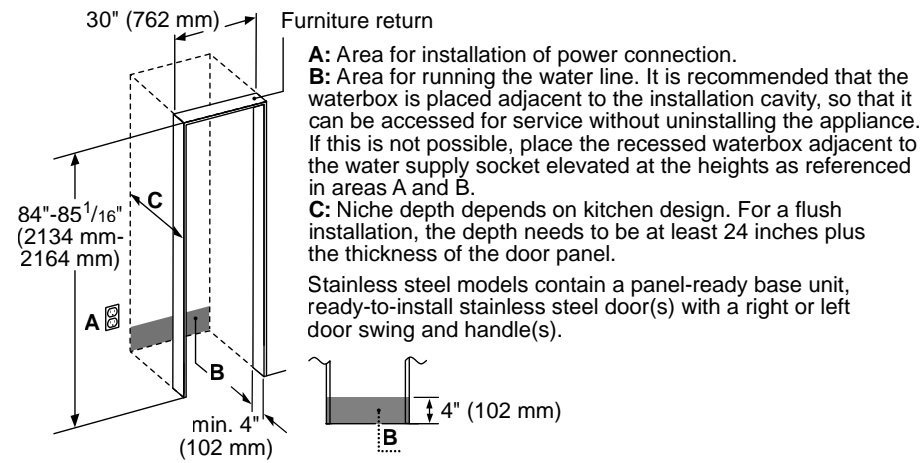 30" (762 mm)
Furniture return
A: Area for installation of power connection.
B: Area for running the water line. It is recommended that the
waterbox is placed adjacent to the installation cavity, so that it
can be accessed for service without uninstalling the appliance.
If this is not possible, place the recessed waterbox adjacent to
the water supply socket elevated at the heights as referenced
in areas A and B.
C: Niche depth depends on kitchen design. For a flush
installation, the depth needs to be at least 24 inches plus
the thickness of the door panel.
Stainless steel models contain a panel-ready base unit,
ready-to-install stainless steel door(s) with a right or left
door swing and handle(s).
C
84"-85 1/16"
(2134 mm-
2164 mm)
A
B
min. 4"
(102 mm)
4" (102 mm)
B